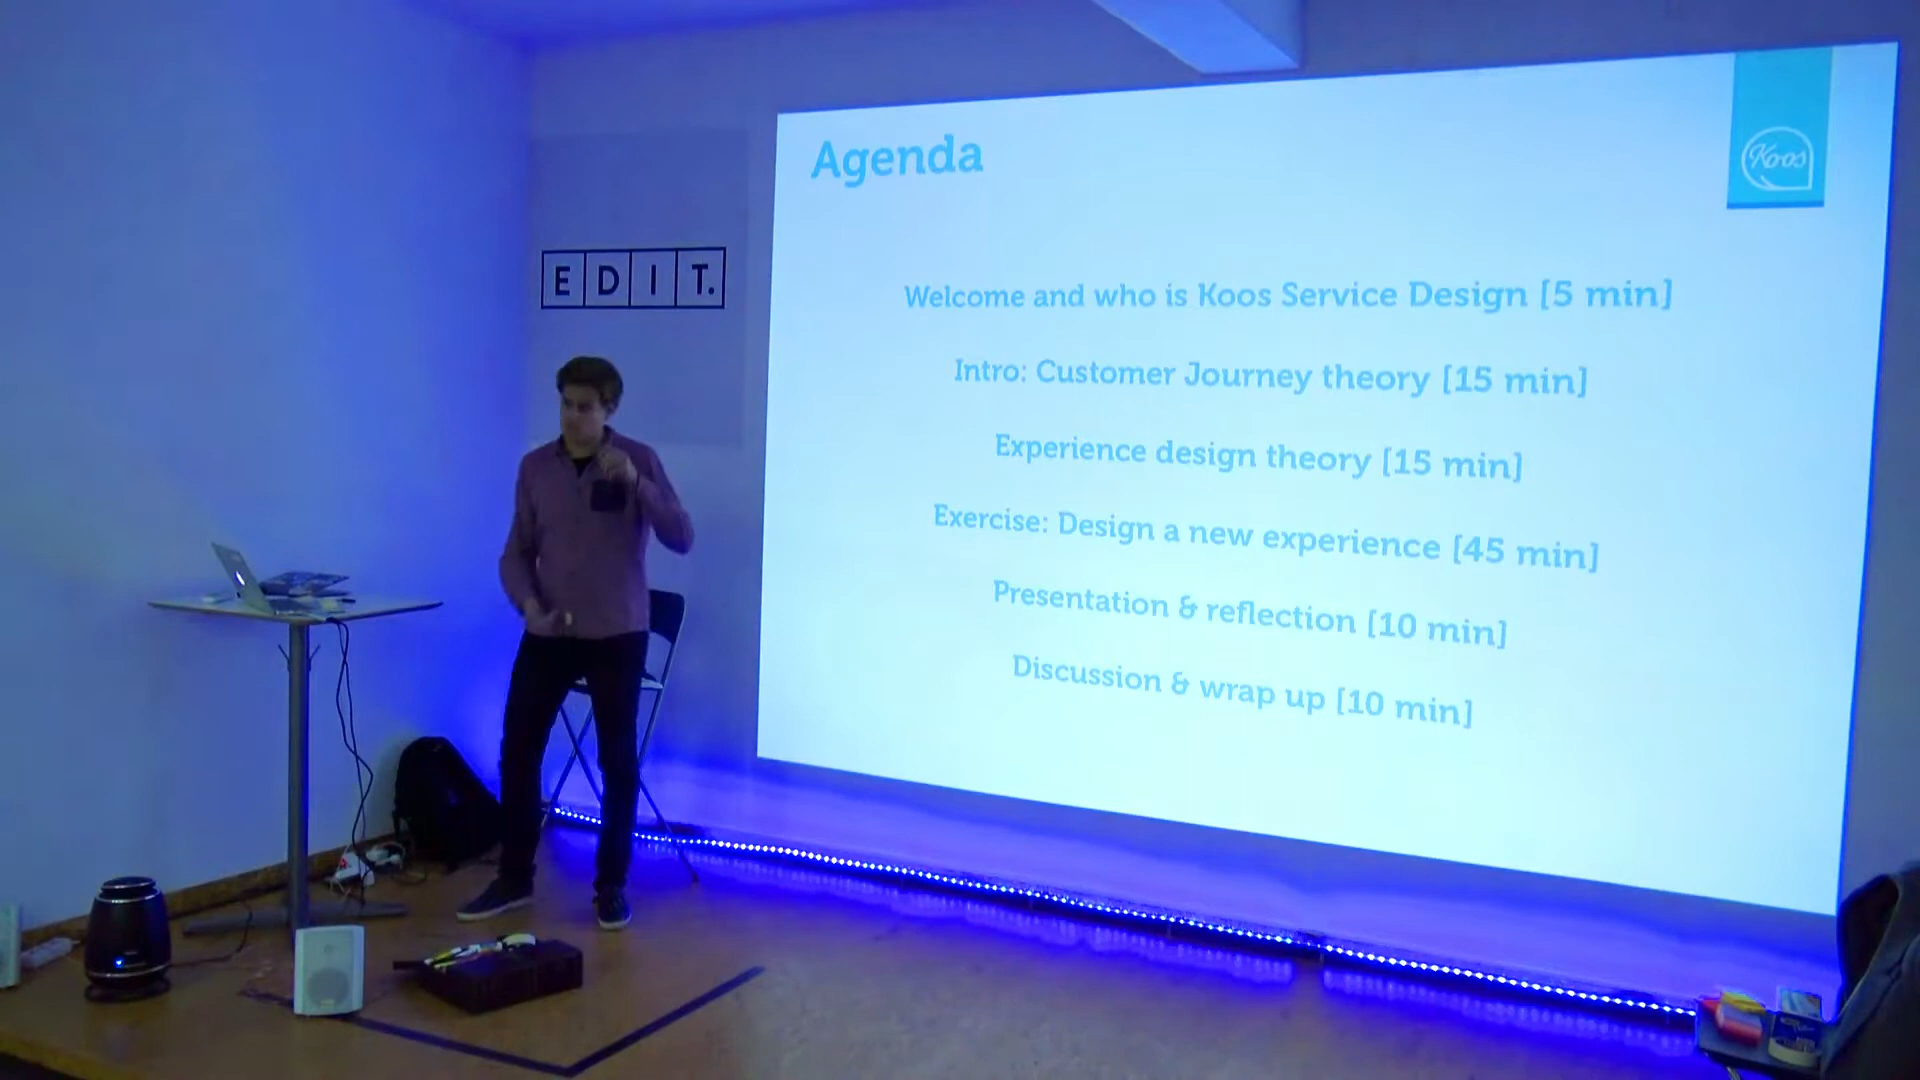 Agenda
Koos
EDIT.
Welcome and who is Koos Service Design [5 min]
Intro: Customer Journey theory [15 min]
Experience design theory [15 min]
Exercise: Design a new experience [45 min]
Presentation & reflection [10 min]
Discussion & wrap up [10 min]